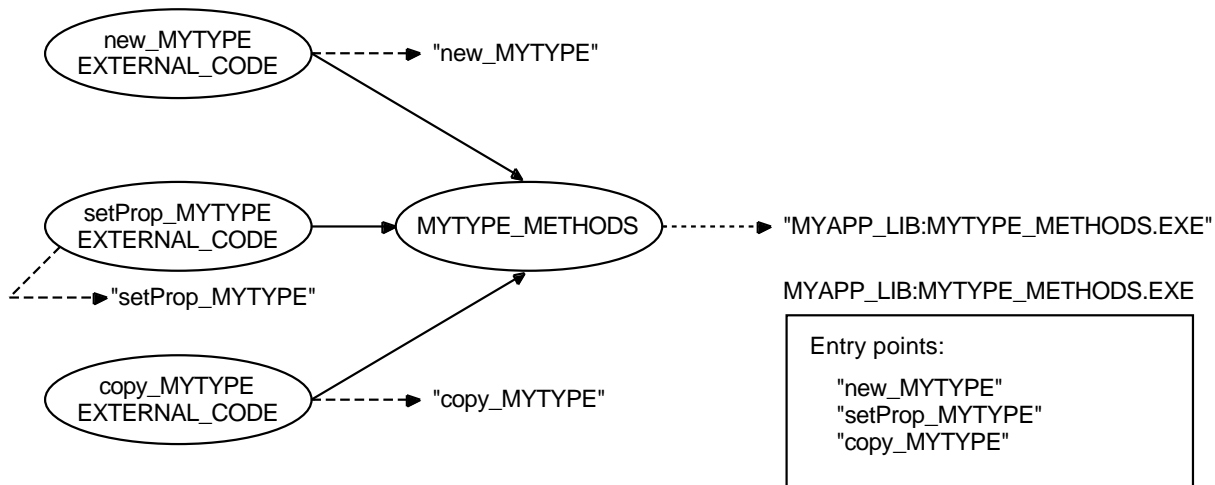 new_MYTYPE
EXTERNAL_CODE
"new_MYTYPE"
setProp_MYTYPE
EXTERNAL_CODE
MYTYPE_METHODS
"MYAPP_LIB:MYTYPE_METHODS.EXE"
"setProp_MYTYPE"
MYAPP_LIB:MYTYPE_METHODS.EXE
Entry points:
"new_MYTYPE"
"setProp_MYTYPE"
"copy_MYTYPE"
copy_MYTYPE
EXTERNAL_CODE
"copy_MYTYPE"